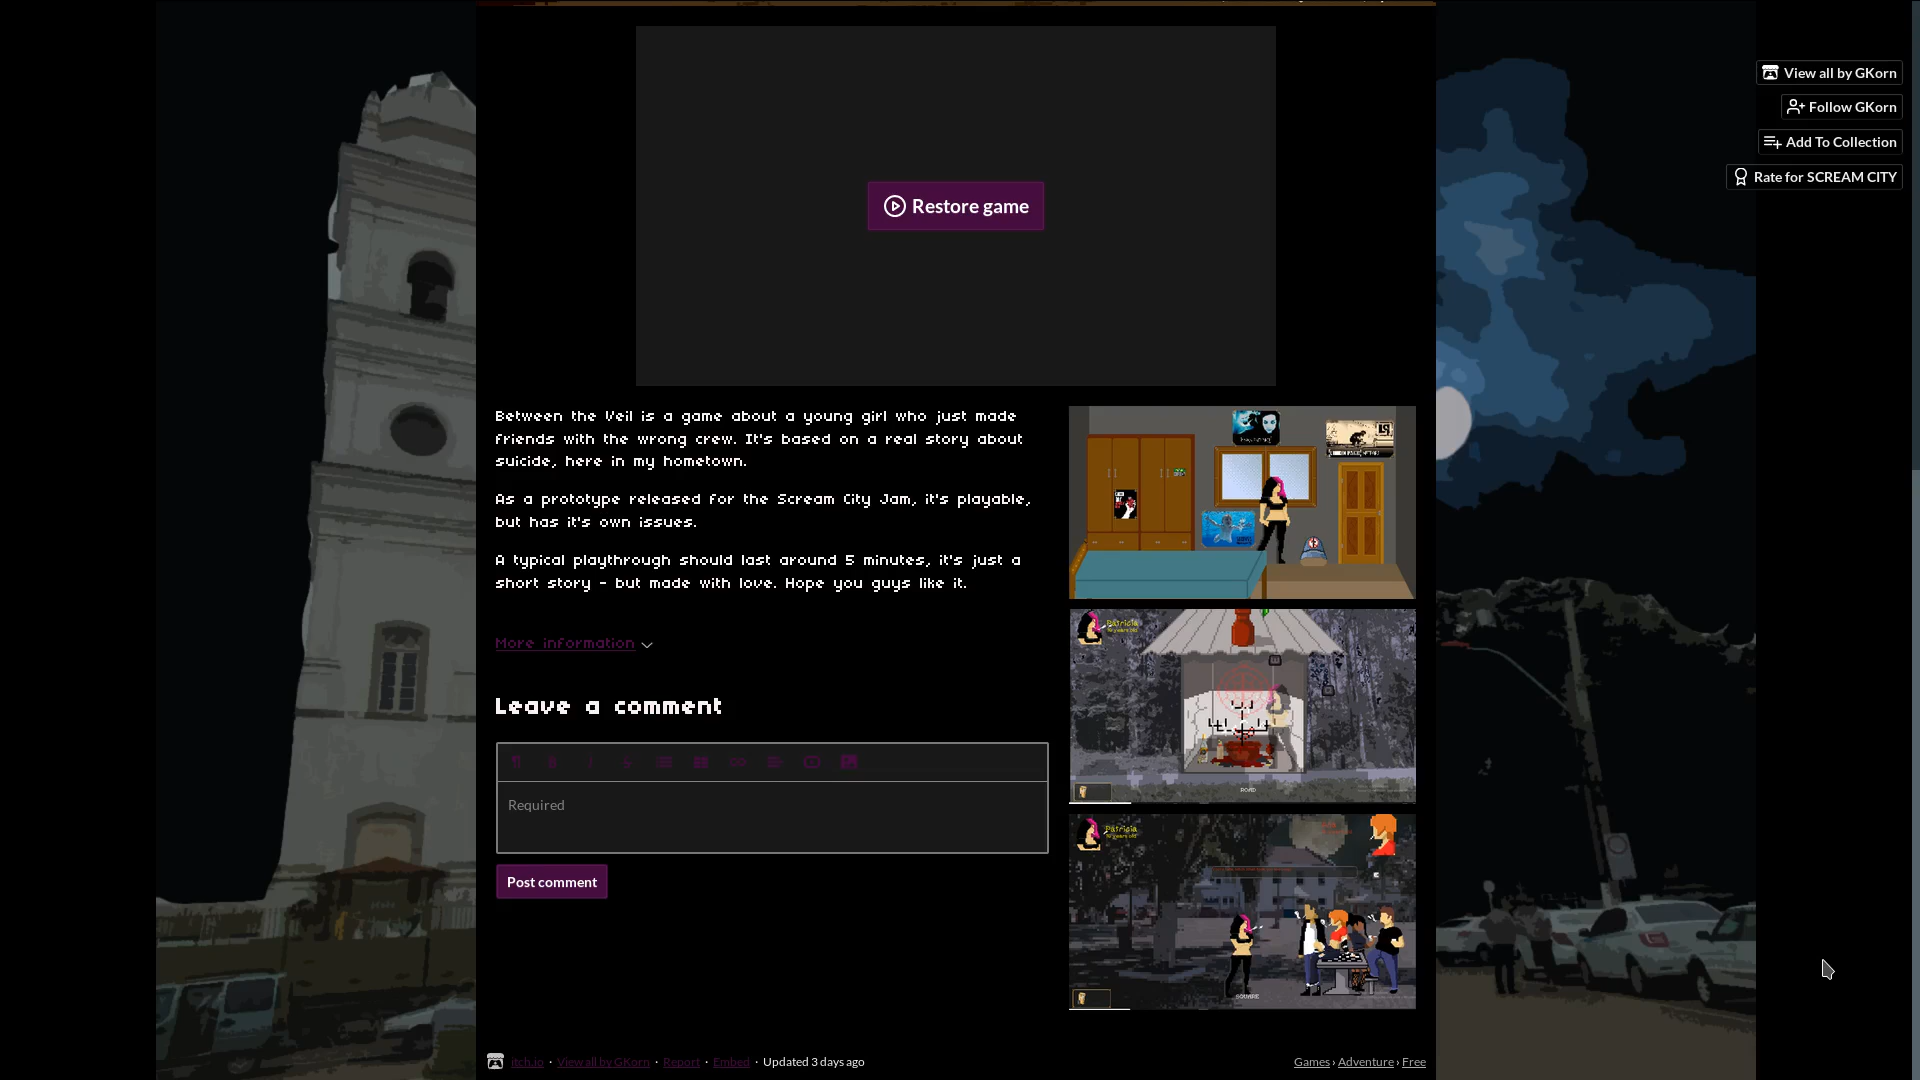 View all by GKorn
Follow GKorn
Add To Collection
Rate for SCREAM CITY
Restore game
Between the Veil is a game about a young girl who just made
friends with the wrong crew. It's based on a real story about
suicide, here in my hometown.
As a prototype released for the Scream City Jam, it's playable,
but has it's own issues.
A typical playthrough should last around 5 minutes, it's just a
short story - but made with love. Hope you guys like it.
More information
Leave a comment
Required
Post comment
Patricia
ROAD
Patricia
SQUARE
itch.io · View all by GKorn · Report · Embed · Updated 3 days ago
Games › Adventure › Free